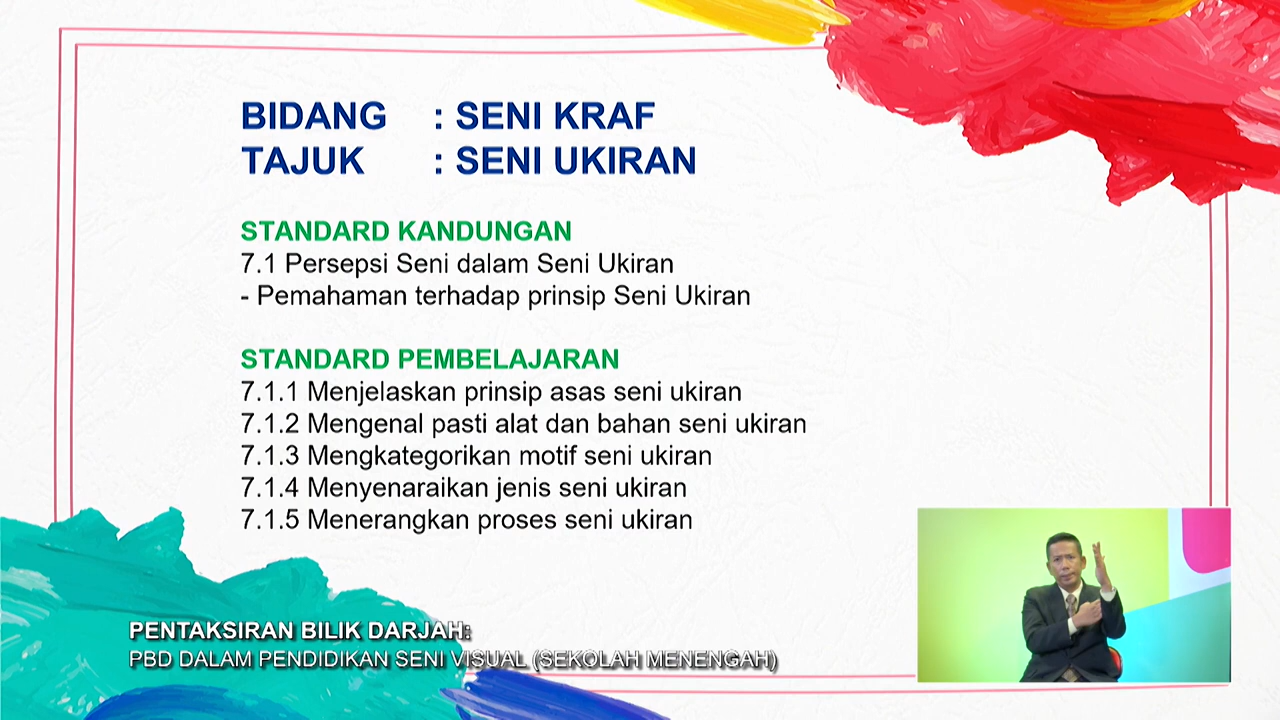 BIDANG : SENI KRAF
TAJUK : SENI UKIRAN
STANDARD KANDUNGAN
7.1 Persepsi Seni dalam Seni Ukiran
- Pemahaman terhadap prinsip Seni Ukiran
STANDARD PEMBELAJARAN
7.1.1 Menjelaskan prinsip asas seni ukiran
7.1.2 Mengenal pasti alat dan bahan seni ukiran
7.1.3 Mengkategorikan motif seni ukiran
7.1.4 Menyenaraikan jenis seni ukiran
7.1.5 Menerangkan proses seni ukiran
PENTAKSIRAN BILIK DARJAH:
PBD DALAM PENDIDIKAN SENI VISUAL (SEKOLAH MENENGAH)